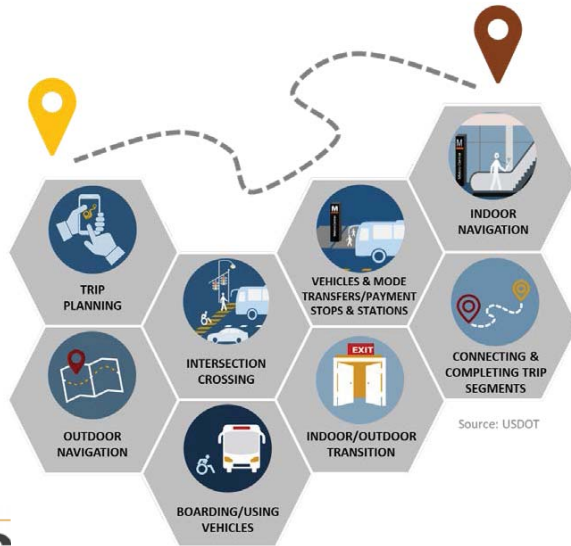 TRIP
PLANNING
OUTDOOR
NAVIGATION
INTERSECTION
CROSSING
BOARDING/USING
VEHICLES
M
VEHICLES & MODE
TRANSFERS/PAYMENT
STOPS & STATIONS
EXIT
INDOOR/OUTDOOR
TRANSITION
M
INDOOR
NAVIGATION
CONNECTING &
COMPLETING TRIP
SEGMENTS
Source: USDOT